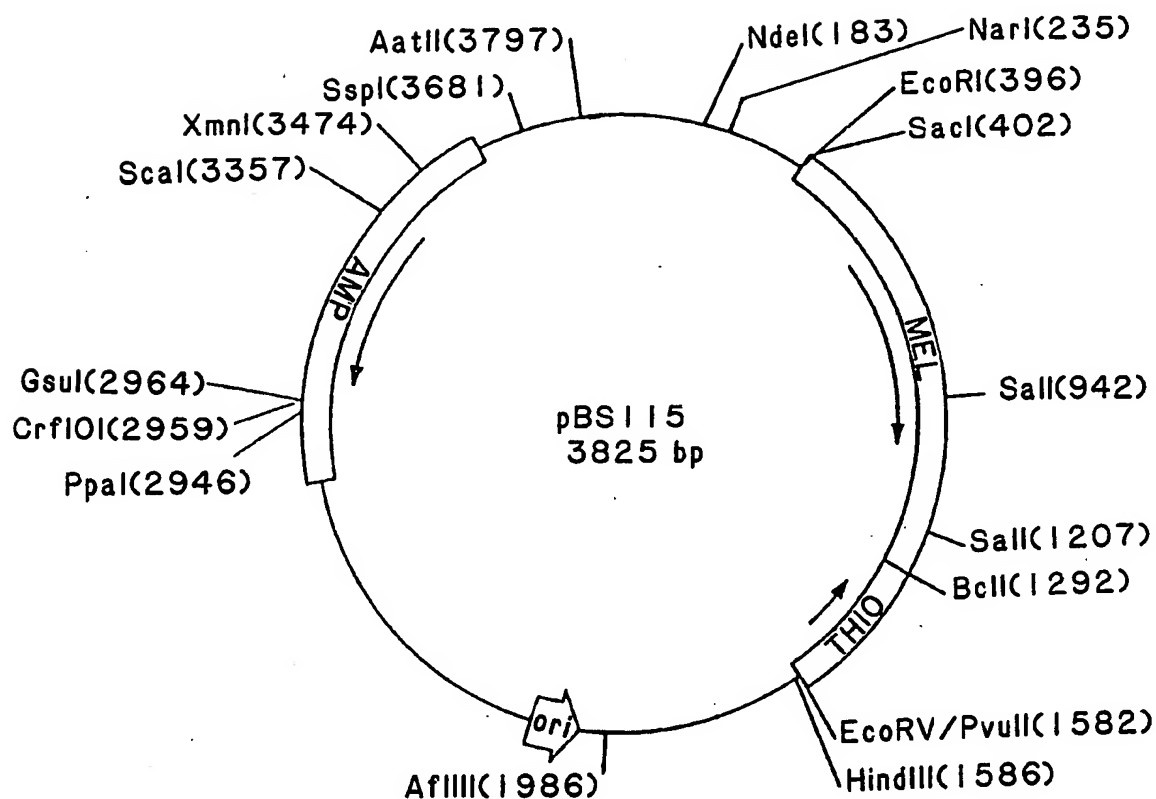 AatII(3797)
NdeI(183)
NarI(235)
SspI(3681)
EcoRI(396)
XmnI(3474)
SacI(402)
ScaI(3357)
AMP
MEL
GsuI(2964)
SalI(942)
Crf10I(2959)
pBS115
3825 bp
PpaI(2946)
SalI(1207)
BclI(1292)
THIO
ori
EcoRV/PvuII(1582)
AflIII(1986)
HindIII(1586)